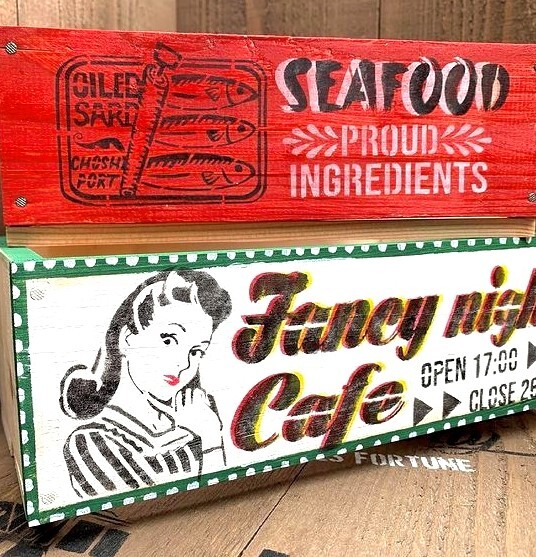 OILED
SARD
CHOSHI
PORT
SEAFOOD
PROUD
INGREDIENTS
Fancy nigh
Cafe
OPEN 17:00
CLOSE 25
FORTUNE